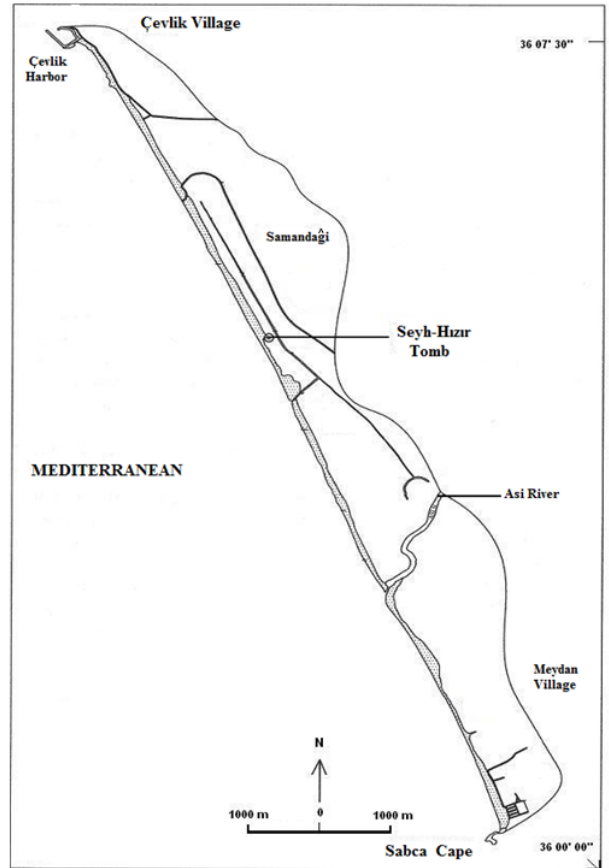 Çevlik Village
36 07' 30"
Çevlik
Harbor
Samandaĝi
Seyh-Hızır
Tomb
MEDITERRANEAN
Asi River
Meydan
Village
N
1000 m
0
1000 m
Sabca Cape
36 00' 00"